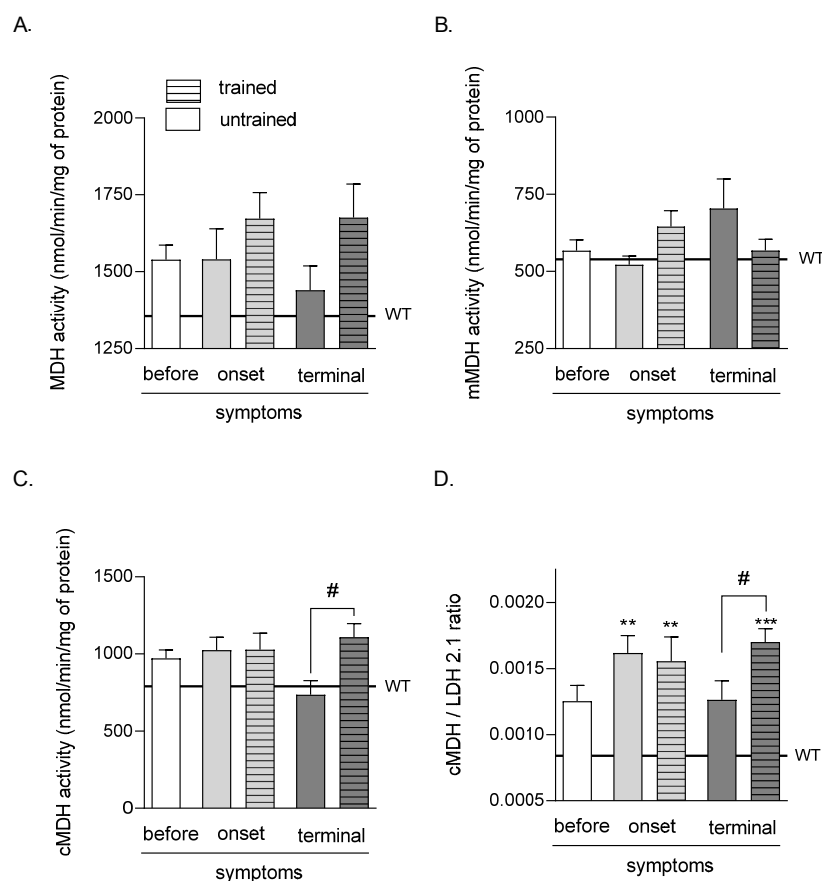 A.
MDH activity (nmol/min/mg of protein)
trained
untrained
2000
1750
1500
1250
WT
before onset terminal
symptoms
B.
mMDH activity (nmol/min/mg of protein)
1000
750
500
250
WT
before onset terminal
symptoms
C.
cMDH activity (nmol/min/mg of protein)
1500
1000
500
0
#
WT
before onset terminal
symptoms
D.
cMDH / LDH 2.1 ratio
0.0020
0.0015
0.0010
0.0005
#
** ** ***
WT
before onset terminal
symptoms